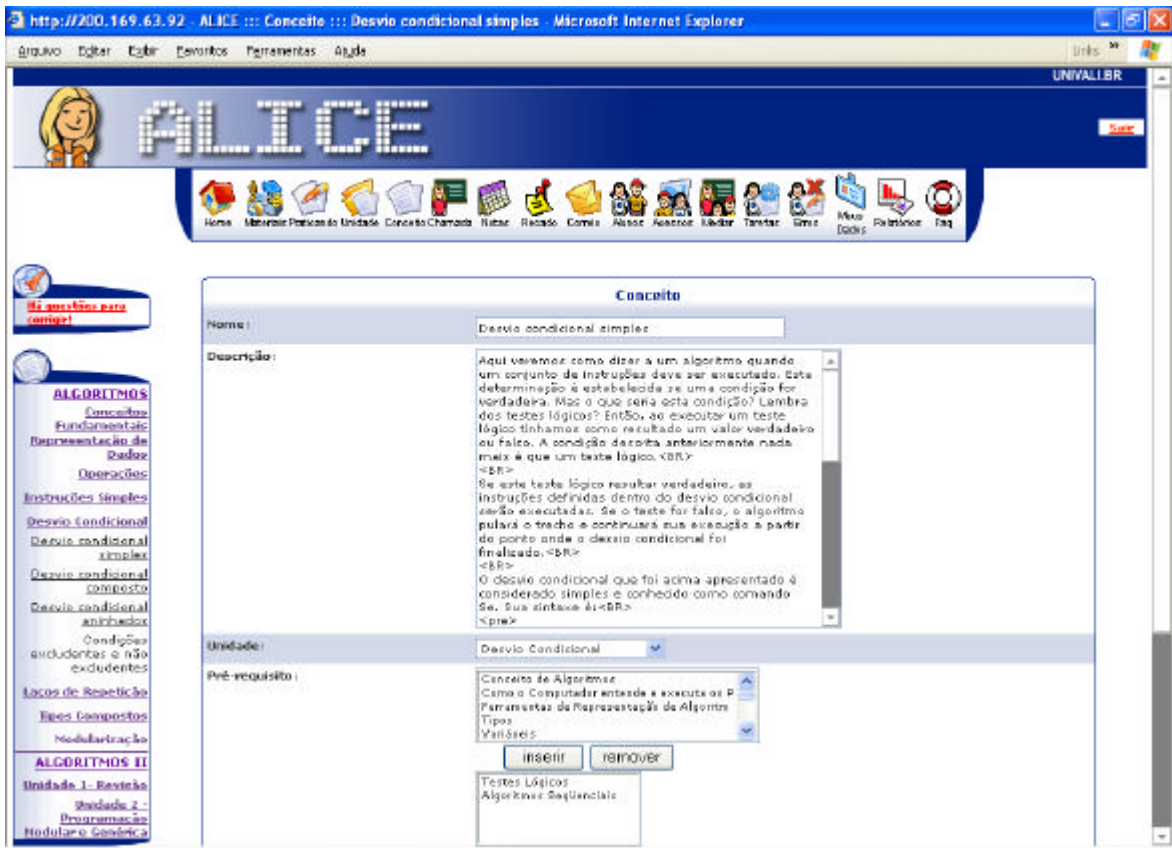 http://200.169.63.92 - ALICE ::: Conceito ::: Desvio condicional simples - Microsoft Internet Explorer
Arquivo Editar Exibir Favoritos Ferramentas Ajuda
Links »
UNIVALI.BR
ALICE
Sair
Home Materiais Praticando Unidade Conceito Chamada Notas Recado Correio Alunos Acessos Mediar Tarefas Erros Meus Dados Relatórios Faq
Há questões para
corrigir!
ALGORITMOS
Conceitos
Fundamentais
Representação de
Dados
Operações
Instruções Simples
Desvio Condicional
Desvio condicional
simples
Desvio condicional
composto
Desvio condicional
aninhados
Condições
excludentes e não
excludentes
Laços de Repetição
Tipos Compostos
Modularização
ALGORITMOS II
Unidade 1- Revisão
Unidade 2 -
Programação
Modular e Genérica
Conceito
Nome:
Desvio condicional simples
Descrição:
Aqui veremos como dizer a um algoritmo quando
um conjunto de instruções deve ser executado. Esta
determinação é estabelecida se uma condição for
verdadeira. Mas o que seria esta condição? Lembra
dos testes lógicos? Então, ao executar um teste
lógico tínhamos como resultado um valor verdadeiro
ou falso. A condição descrita anteriormente nada
mais é que um teste lógico.<BR>
<BR>
Se este teste lógico resultar verdadeiro, as
instruções definidas dentro do desvio condicional
serão executadas. Se o teste for falso, o algoritmo
pulará o trecho e continuará sua execução a partir
do ponto onde o desvio condicional foi
finalizado.<BR>
<BR>
O desvio condicional que foi acima apresentado é
considerado simples e conhecido como comando
Se. Sua sintaxe é:<BR>
<pre>
Unidade:
Desvio Condicional
Pré-requisito:
Conceito de Algoritmos
Como o Computador entende e executa os P
Ferramentas de Representação de Algoritm
Tipos
Variáveis
inserir remover
Testes Lógicos
Algoritmos Seqüenciais